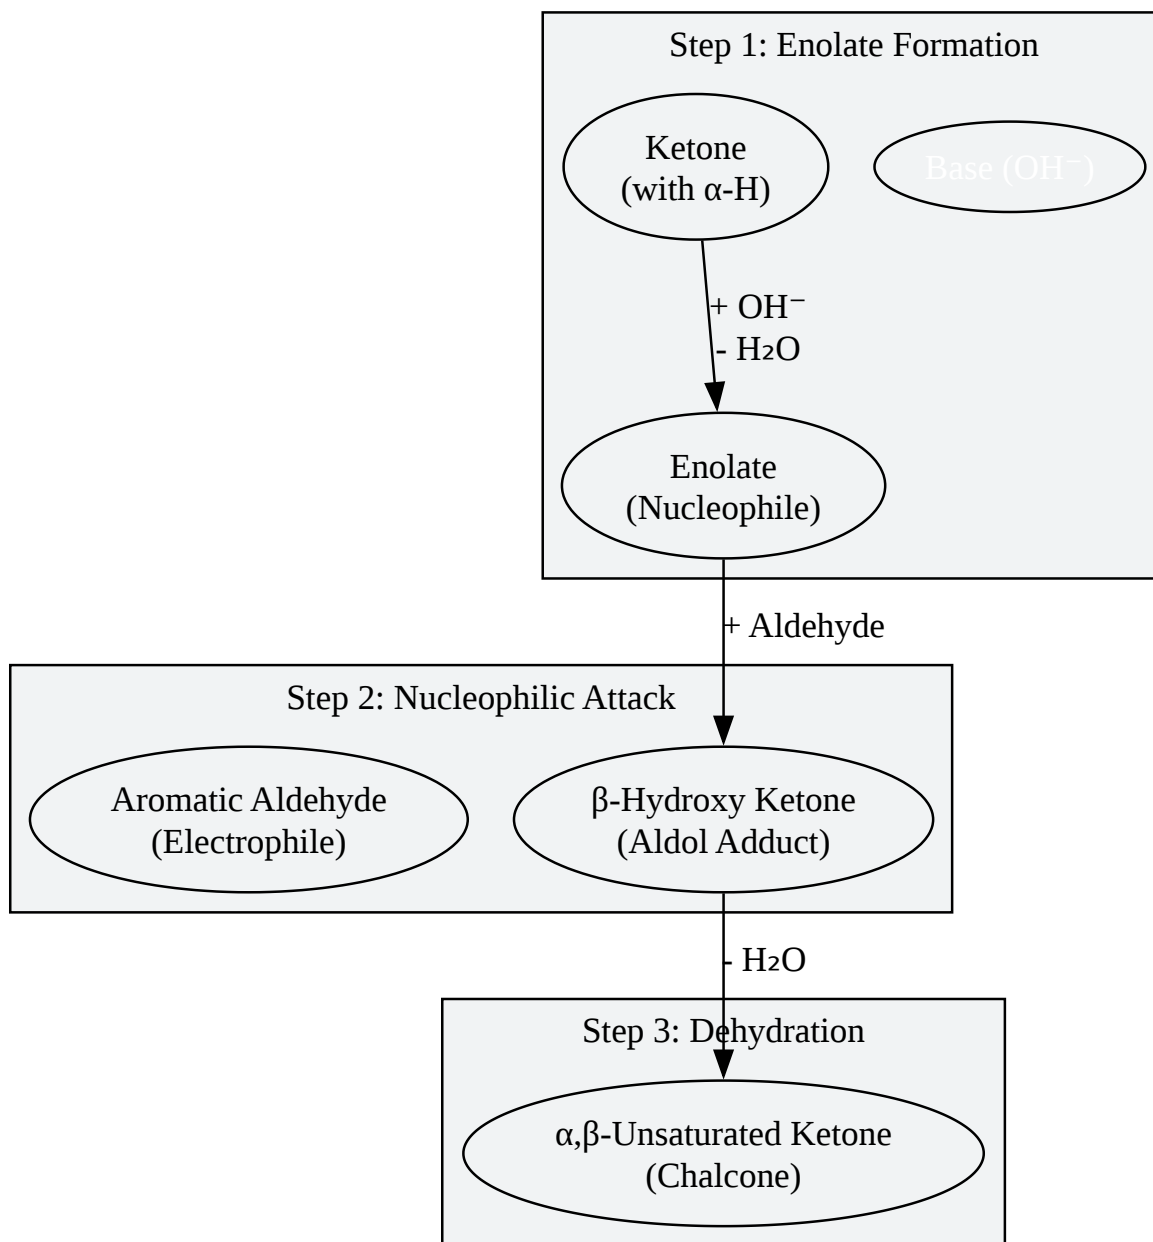 Step 1: Enolate Formation
Ketone
(with α-H)
Base (OH⁻)
+ OH⁻
- H₂O
Enolate
(Nucleophile)
+ Aldehyde
Step 2: Nucleophilic Attack
Aromatic Aldehyde
(Electrophile)
β-Hydroxy Ketone
(Aldol Adduct)
- H₂O
Step 3: Dehydration
α,β-Unsaturated Ketone
(Chalcone)